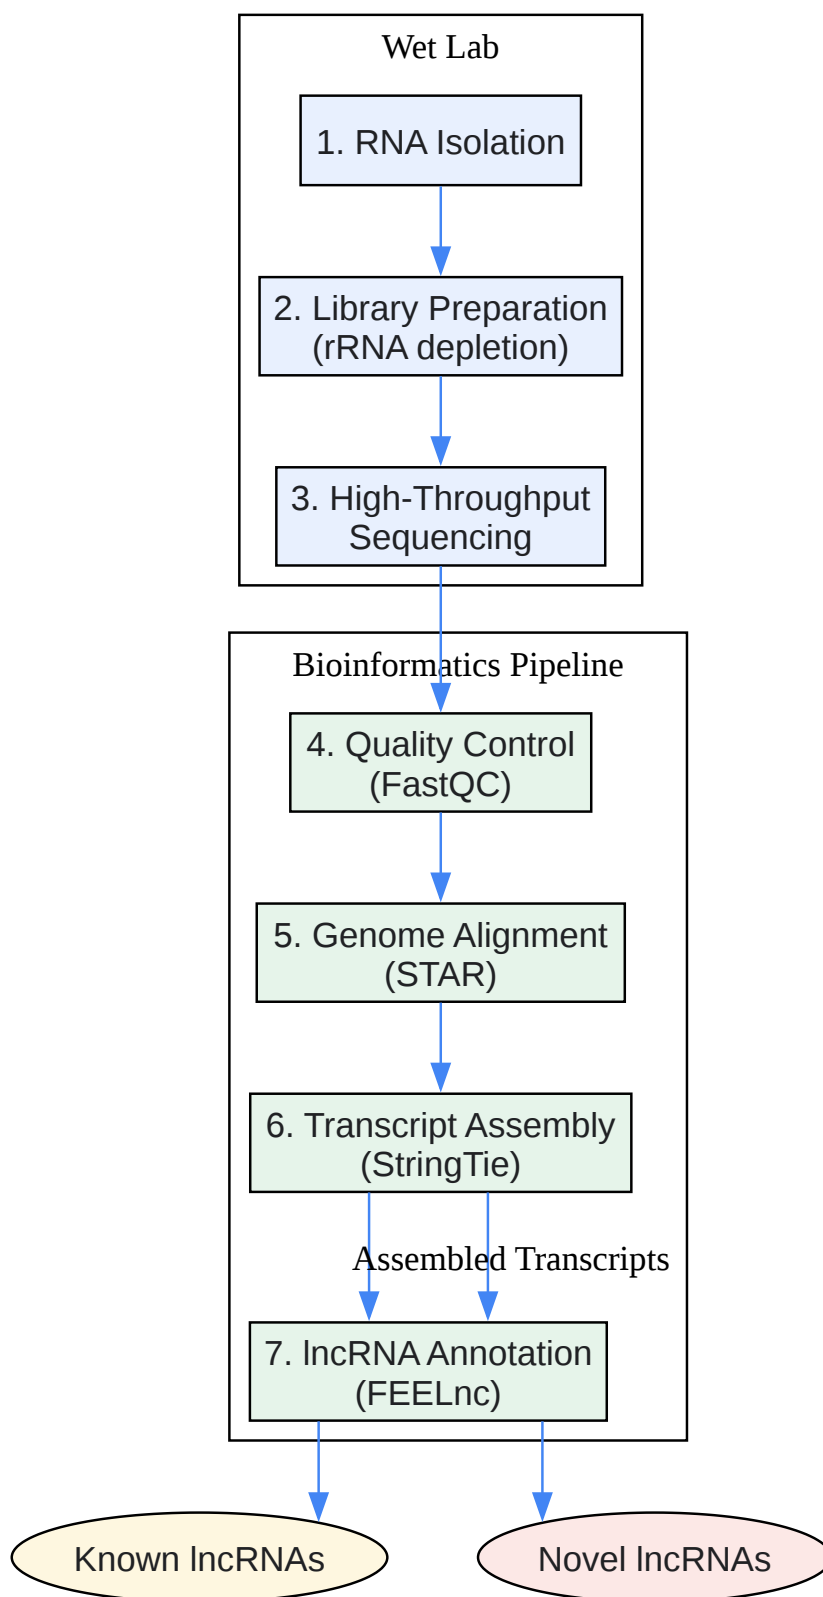 Wet Lab
1. RNA Isolation
2. Library Preparation
(rRNA depletion)
3. High-Throughput
Sequencing
Bioinformatics Pipeline
4. Quality Control
(FastQC)
5. Genome Alignment
(STAR)
6. Transcript Assembly
(StringTie)
Assembled Transcripts
7. lncRNA Annotation
(FEELnc)
Known lncRNAs
Novel lncRNAs